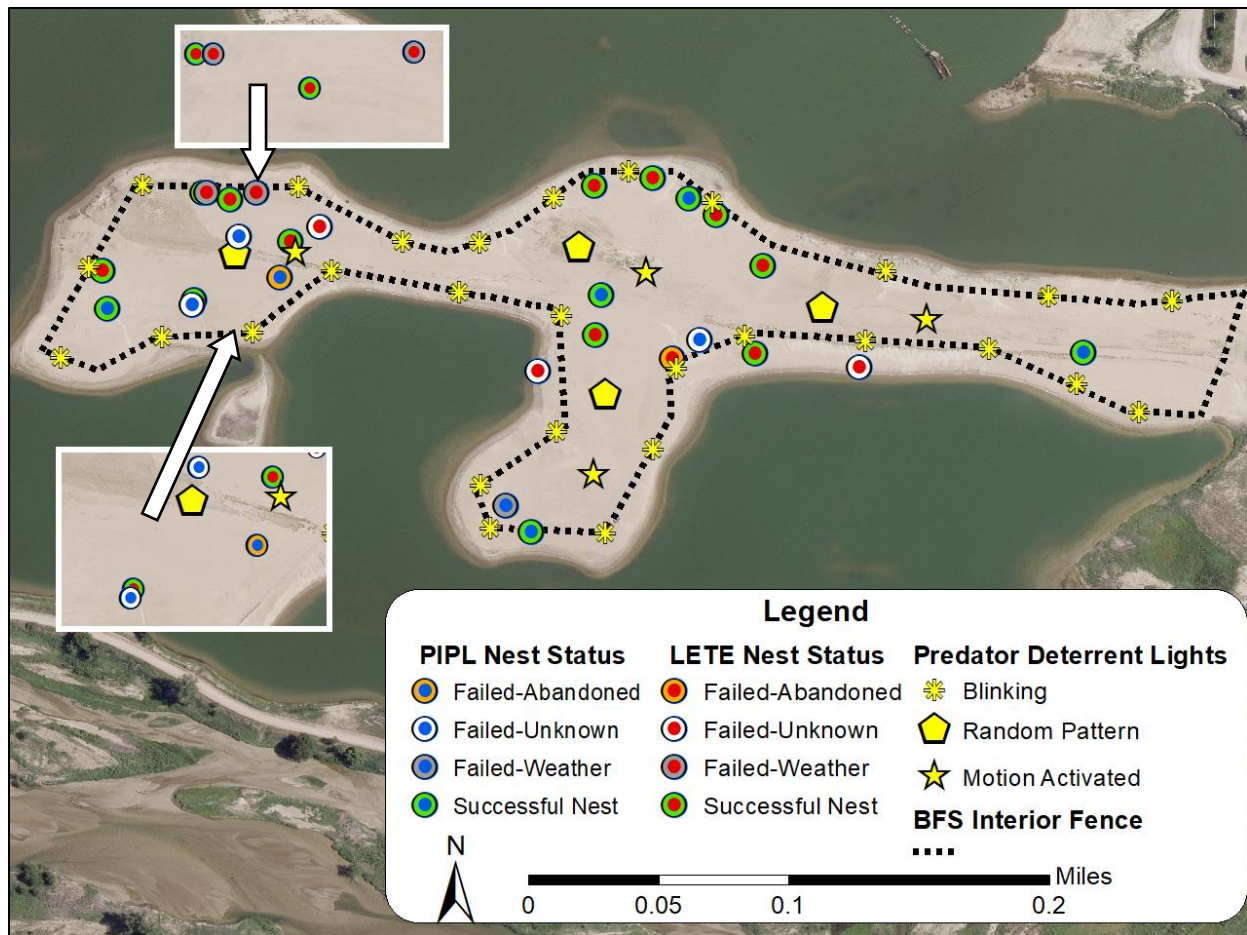 Legend
PIPL Nest Status
Failed-Abandoned
Failed-Unknown
Failed-Weather
Successful Nest
LETE Nest Status
Failed-Abandoned
Failed-Unknown
Failed-Weather
Successful Nest
Predator Deterrent Lights
Blinking
Random Pattern
Motion Activated
BFS Interior Fence
N
Miles
0 0.05 0.1 0.2